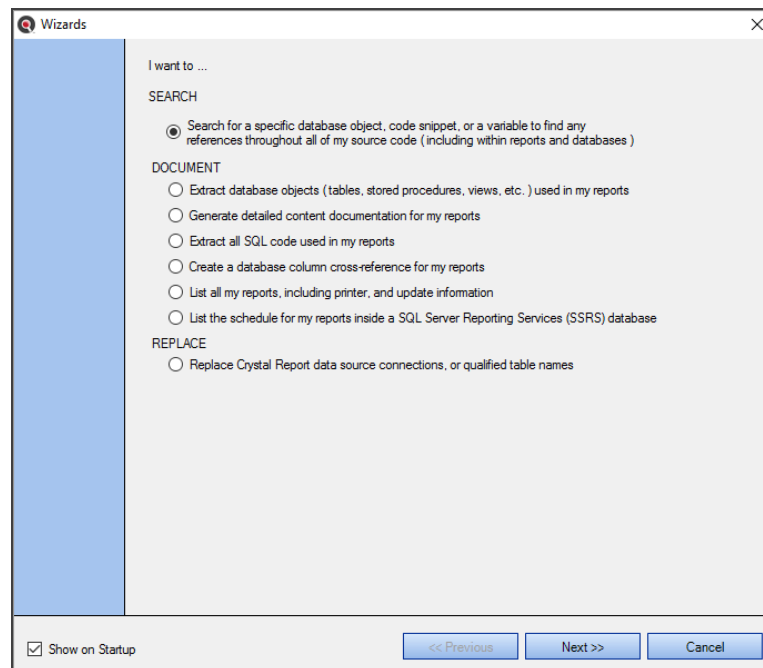 Wizards
I want to ...
SEARCH
Search for a specific database object, code snippet, or a variable to find any
references throughout all of my source code ( including within reports and databases )
DOCUMENT
Extract database objects ( tables, stored procedures, views, etc. ) used in my reports
Generate detailed content documentation for my reports
Extract all SQL code used in my reports
Create a database column cross-reference for my reports
List all my reports, including printer, and update information
List the schedule for my reports inside a SQL Server Reporting Services (SSRS) database
REPLACE
Replace Crystal Report data source connections, or qualified table names
Show on Startup
<< Previous
Next >>
Cancel